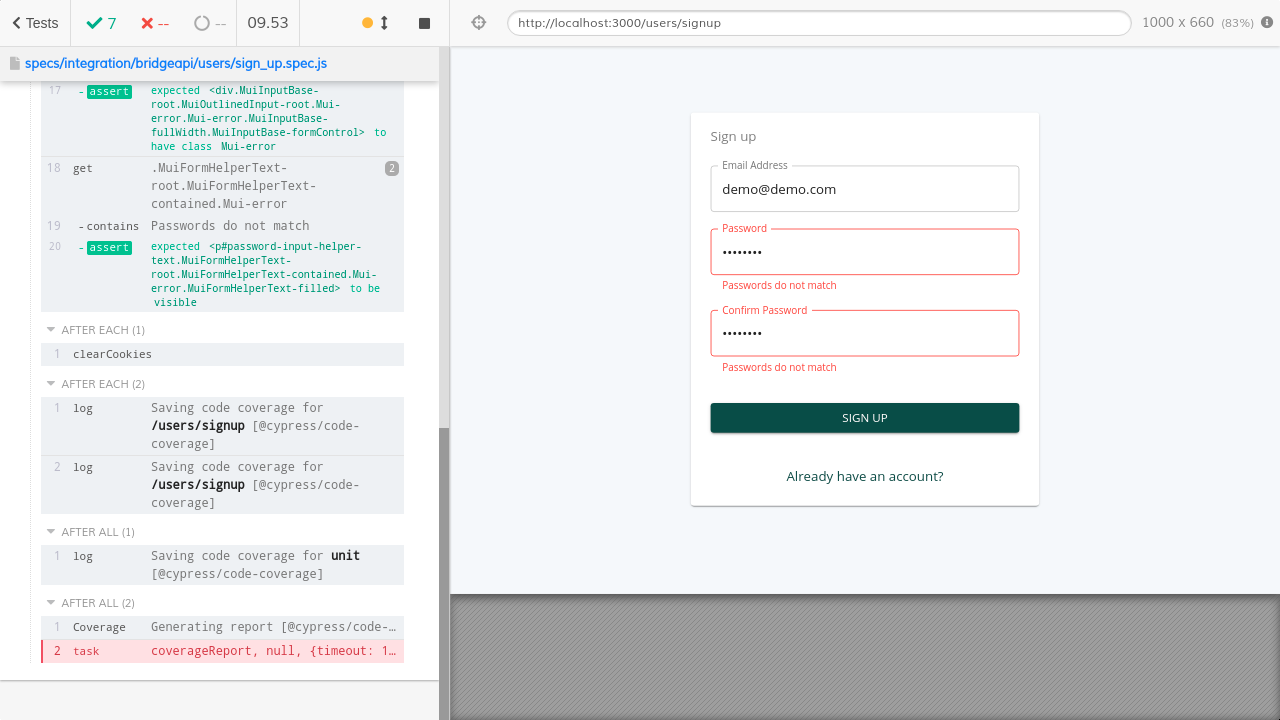 Tests
7
--
--
09.53
http://localhost:3000/users/signup
1000 x 660 (83%)
specs/integration/bridgeapi/users/sign_up.spec.js
17 -assert expected <div.MuiInputBase-
root.MuiOutlinedInput-root.Mui-
error.Mui-error.MuiInputBase-
fullWidth.MuiInputBase-formControl> to
have class Mui-error
18 get .MuiFormHelperText-
root.MuiFormHelperText-
contained.Mui-error
2
19 -contains Passwords do not match
20 -assert expected <p#password-input-helper-
text.MuiFormHelperText-
root.MuiFormHelperText-contained.Mui-
error.MuiFormHelperText-filled> to be
visible
AFTER EACH (1)
1 clearCookies
AFTER EACH (2)
1 log Saving code coverage for
/users/signup [@cypress/code-
coverage]
2 log Saving code coverage for
/users/signup [@cypress/code-
coverage]
AFTER ALL (1)
1 log Saving code coverage for unit
[@cypress/code-coverage]
AFTER ALL (2)
1 Coverage Generating report [@cypress/code-…
2 task coverageReport, null, {timeout: 1…
Sign up
Email Address
demo@demo.com
Password
••••••••
Passwords do not match
Confirm Password
••••••••
Passwords do not match
SIGN UP
Already have an account?